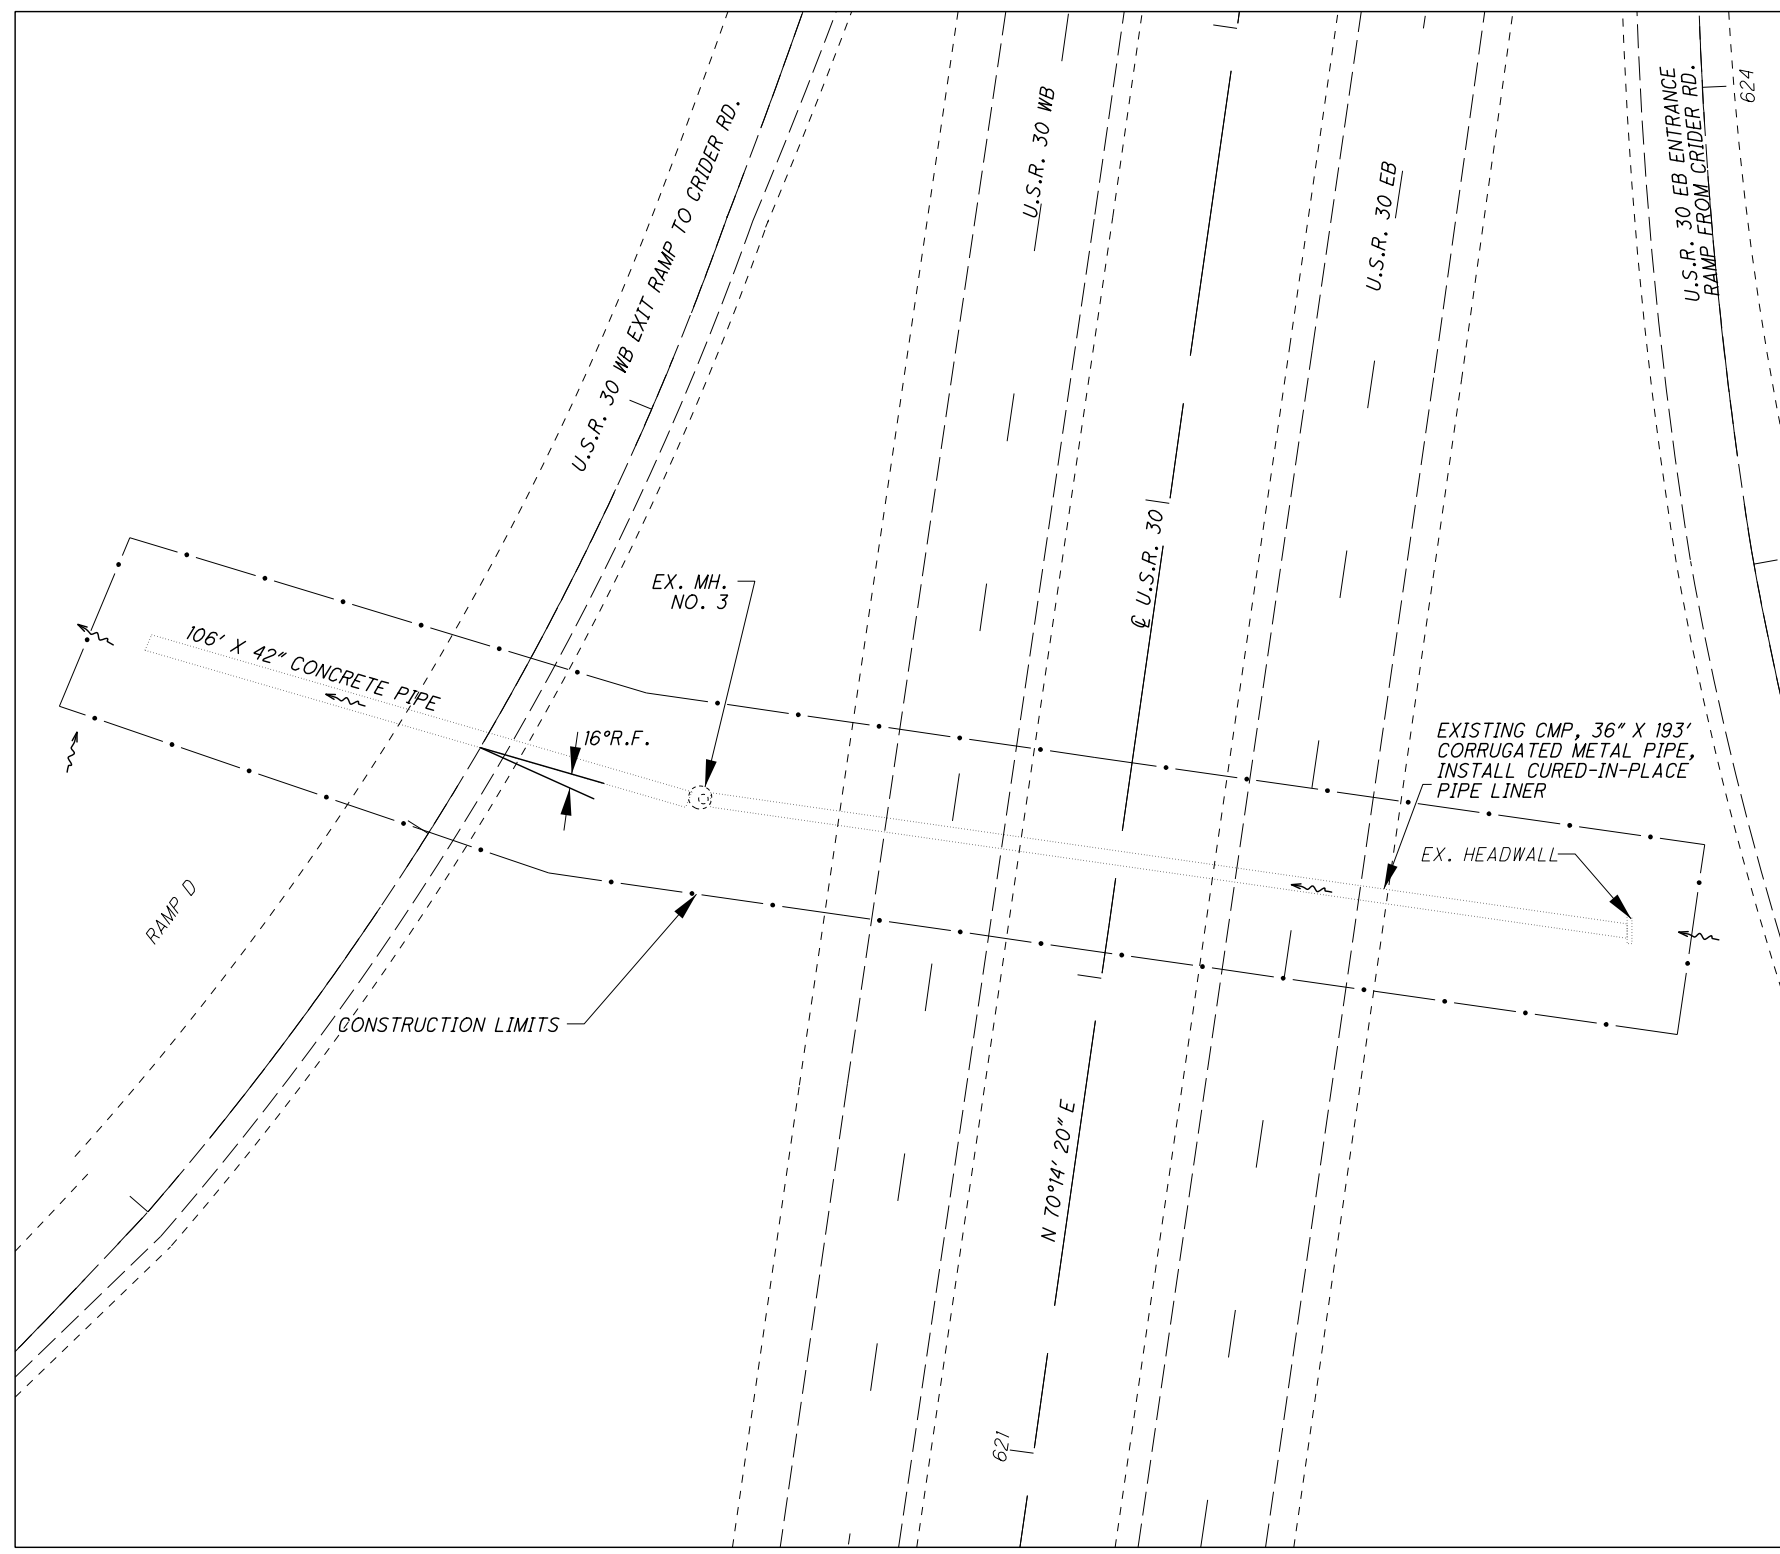 U.S.R. 30 WB EXIT RAMP TO CRIDER RD.
U.S.R. 30 WB
U.S.R. 30 EB
U.S.R. 30 EB ENTRANCE
RAMP FROM CRIDER RD.
624
℄ U.S.R. 30
EX. MH.
NO. 3
106' X 42" CONCRETE PIPE
16°R.F.
EXISTING CMP, 36" X 193'
CORRUGATED METAL PIPE,
INSTALL CURED-IN-PLACE
PIPE LINER
EX. HEADWALL
RAMP D
CONSTRUCTION LIMITS
N 70°14' 20" E
621